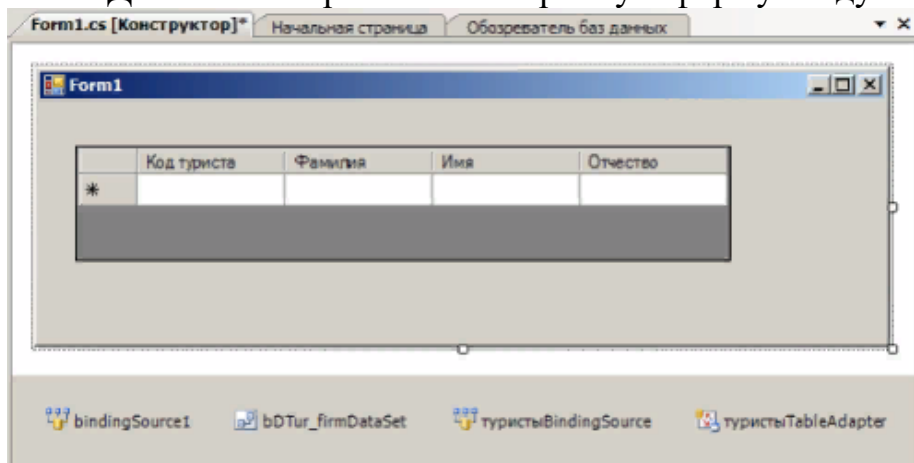 Form1.cs [Конструктор]* Начальная страница Обозреватель баз данных
Form1
Код туриста Фамилия Имя Отчество
*
bindingSource1 bDTur_firmDataSet туристыBindingSource туристыTableAdapter